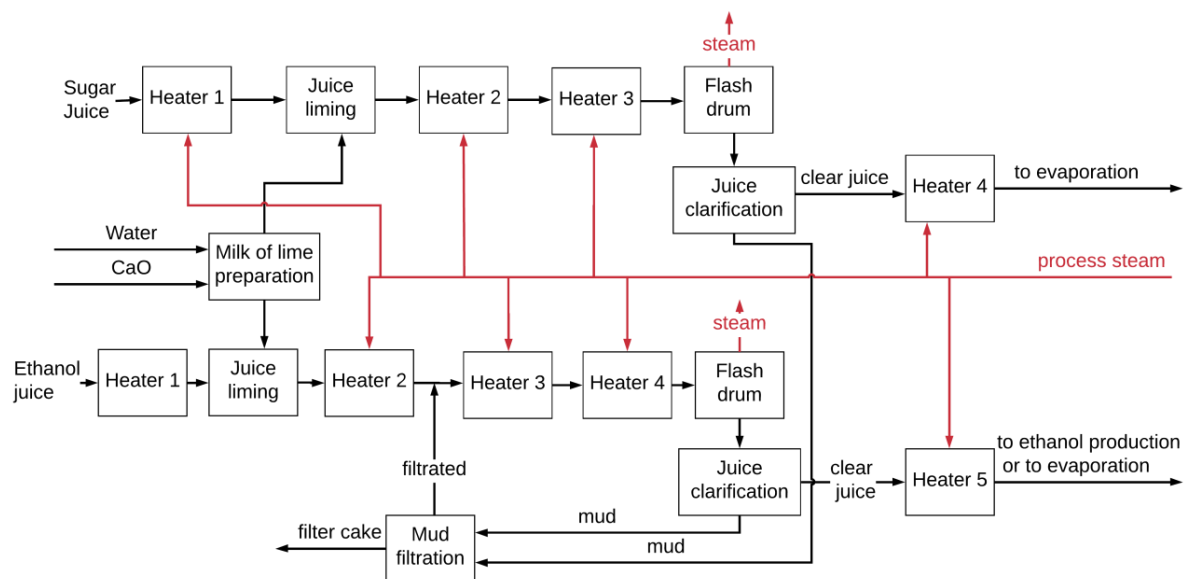 steam
Sugar
Juice
Heater 1
Juice
liming
Heater 2
Heater 3
Flash
drum
Juice
clarification
clear juice
Heater 4
to evaporation
Water
CaO
Milk of lime
preparation
process steam
steam
Ethanol
juice
Heater 1
Juice
liming
Heater 2
Heater 3
Heater 4
Flash
drum
filtrated
Juice
clarification
clear
juice
Heater 5
to ethanol production
or to evaporation
filter cake
Mud
filtration
mud
mud